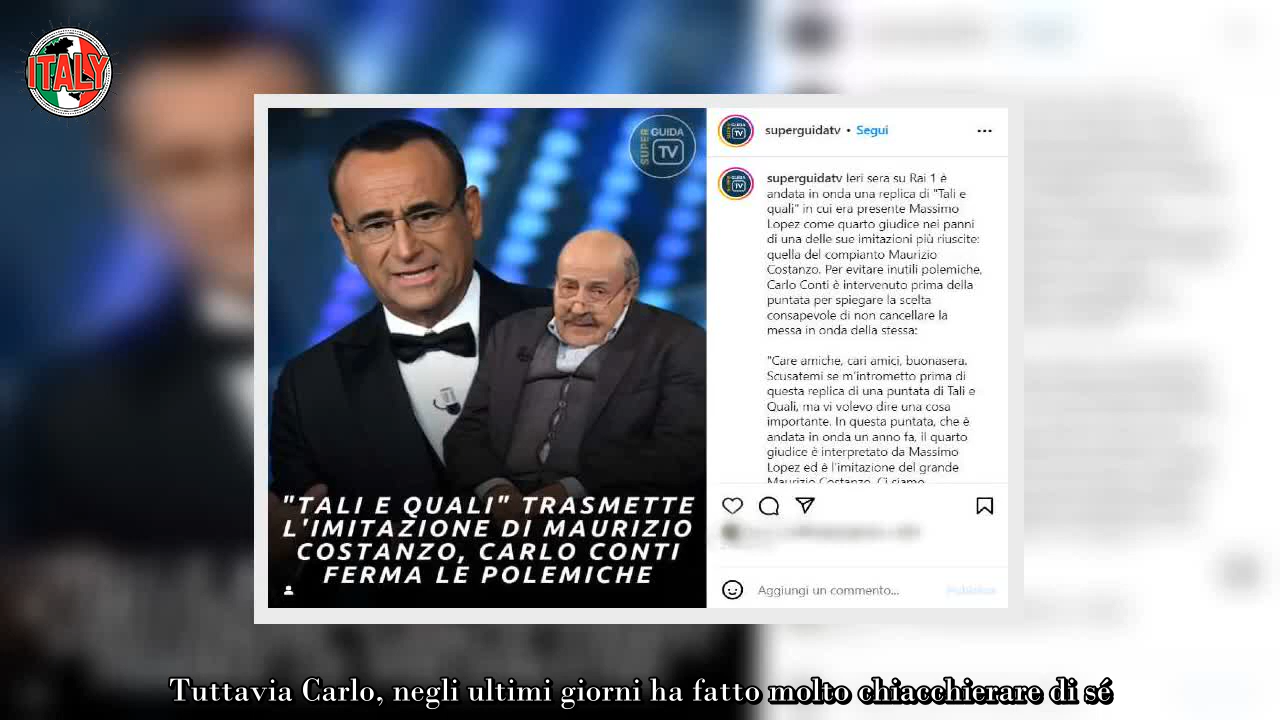 ITALY
SUPER
GUIDA
TV
superguidatv • Segui
superguidatv Ieri sera su Rai 1 è
andata in onda una replica di "Tali e
quali" in cui era presente Massimo
Lopez come quarto giudice nei panni
di una delle sue imitazioni più riuscite:
quella del compianto Maurizio
Costanzo. Per evitare inutili polemiche,
Carlo Conti è intervenuto prima della
puntata per spiegare la scelta
consapevole di non cancellare la
messa in onda della stessa:
"Care amiche, cari amici, buonasera.
Scusatemi se m'intrometto prima di
questa replica di una puntata di Tali e
Quali, ma vi volevo dire una cosa
importante. In questa puntata, che è
andata in onda un anno fa, il quarto
giudice è interpretato da Massimo
Lopez ed è l'imitazione del grande
Maurizio Costanzo. Ci siamo
"TALI E QUALI" TRASMETTE
L'IMITAZIONE DI MAURIZIO
COSTANZO, CARLO CONTI
FERMA LE POLEMICHE
Aggiungi un commento...
Pubblica
Tuttavia Carlo, negli ultimi giorni ha fatto molto chiacchierare di sé